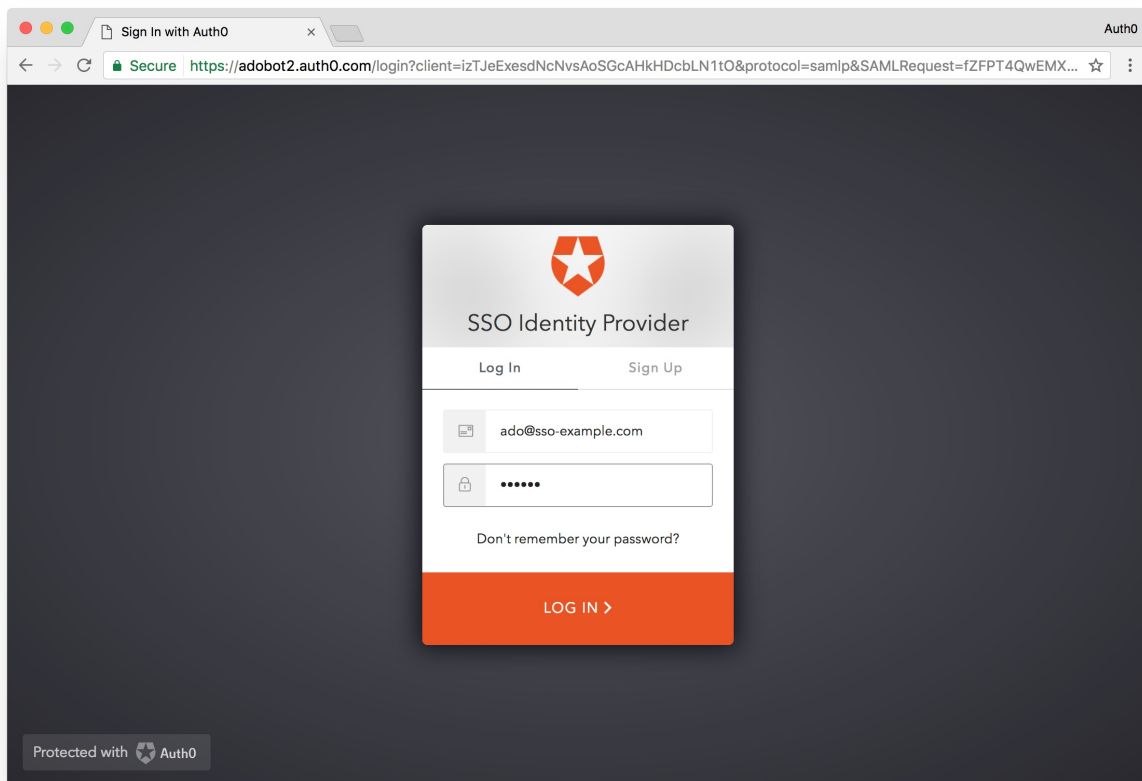 Sign In with Auth0
Auth0
Secure https://adobot2.auth0.com/login?client=izTJeExesdNcNvsAoSGcAHkHDcbLN1tO&protocol=samlp&SAMLRequest=fZFPT4QwEMX...
SSO Identity Provider
Log In Sign Up
ado@sso-example.com
••••••
Don't remember your password?
LOG IN
Protected with Auth0